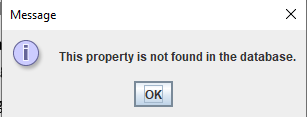 Message
This property is not found in the database.
OK